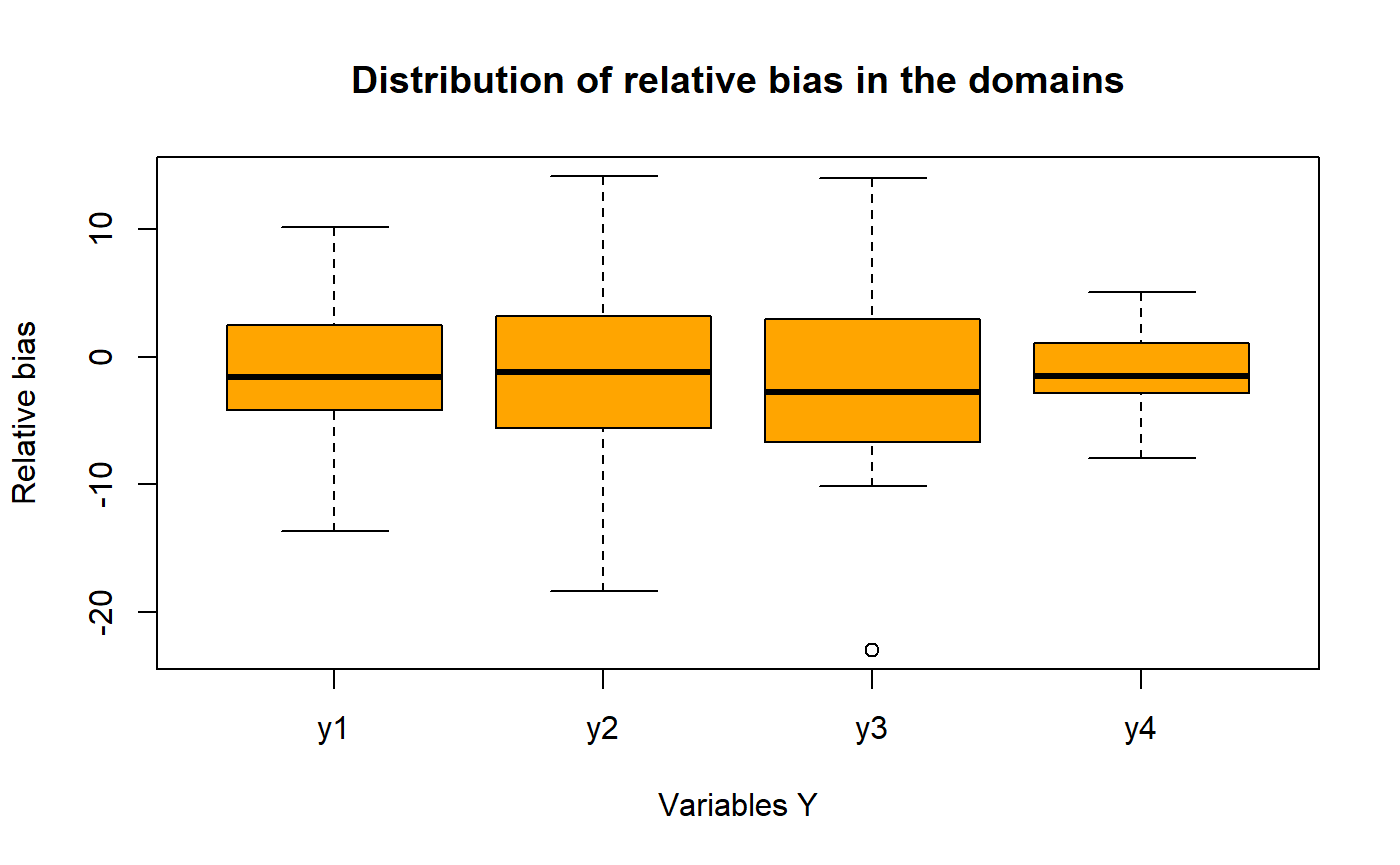 Distribution of relative bias in the domains
Relative bias
10
0
-10
-20
y1 y2 y3 y4
Variables Y